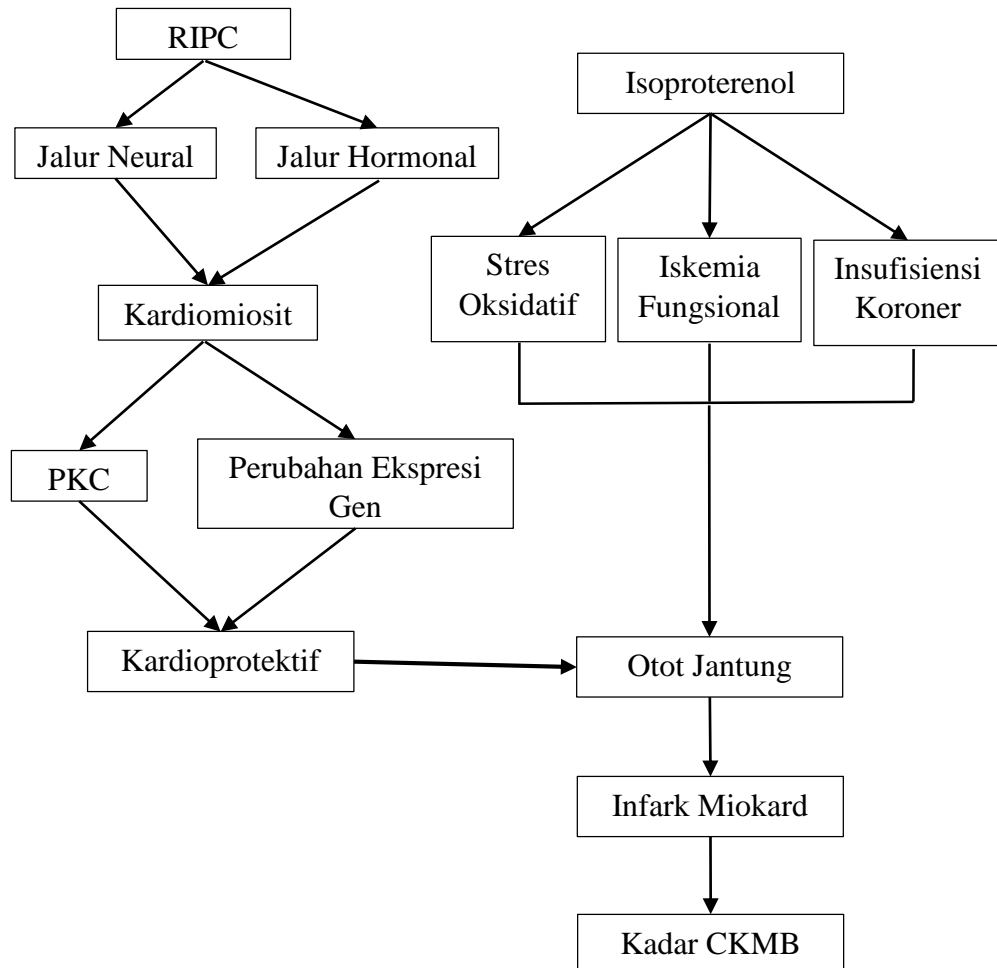 RIPC
Isoproterenol
Jalur Neural
Jalur Hormonal
Stres
Oksidatif
Iskemia
Fungsional
Insufisiensi
Koroner
Kardiomiosit
PKC
Perubahan Ekspresi
Gen
Kardioprotektif
Otot Jantung
Infark Miokard
Kadar CKMB